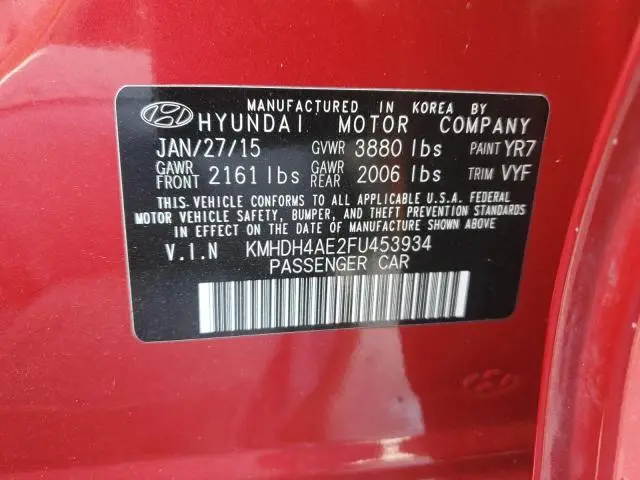 MANUFACTURED IN KOREA BY
HYUNDAI MOTOR COMPANY
JAN/27/15 GVWR 3880 lbs PAINT YR7
GAWR FRONT 2161 lbs GAWR REAR 2006 lbs TRIM VYF
THIS VEHICLE CONFORMS TO ALL APPLICABLE U.S.A. FEDERAL
MOTOR VEHICLE SAFETY, BUMPER, AND THEFT PREVENTION
STANDARDS IN EFFECT ON THE DATE OF MANUFACTURE SHOWN ABOVE.
V.I.N KMHDH4AE2FU453934
PASSENGER CAR